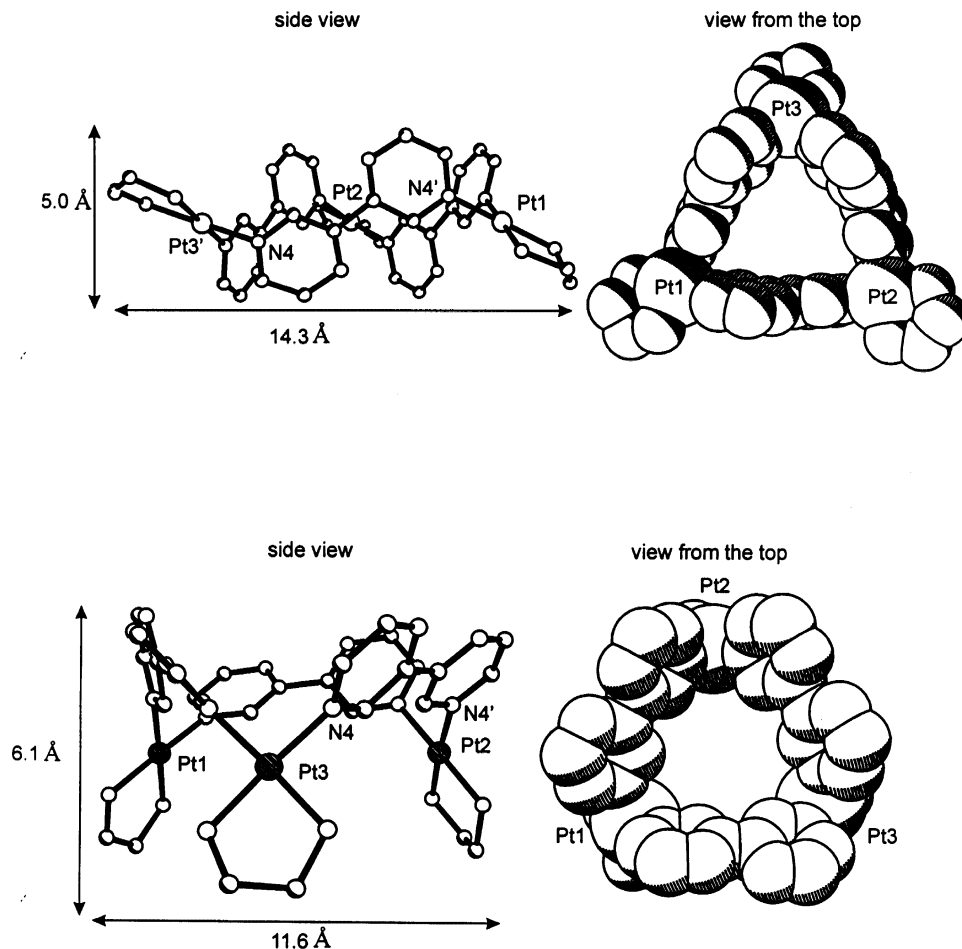 side view
view from the top
Pt3
Pt2
N4'
Pt1
5.0 Å
Pt3'
N4
Pt1
Pt2
14.3 Å
side view
view from the top
Pt2
N4'
N4
6.1 Å
Pt1
Pt3
Pt2
Pt1
Pt3
11.6 Å